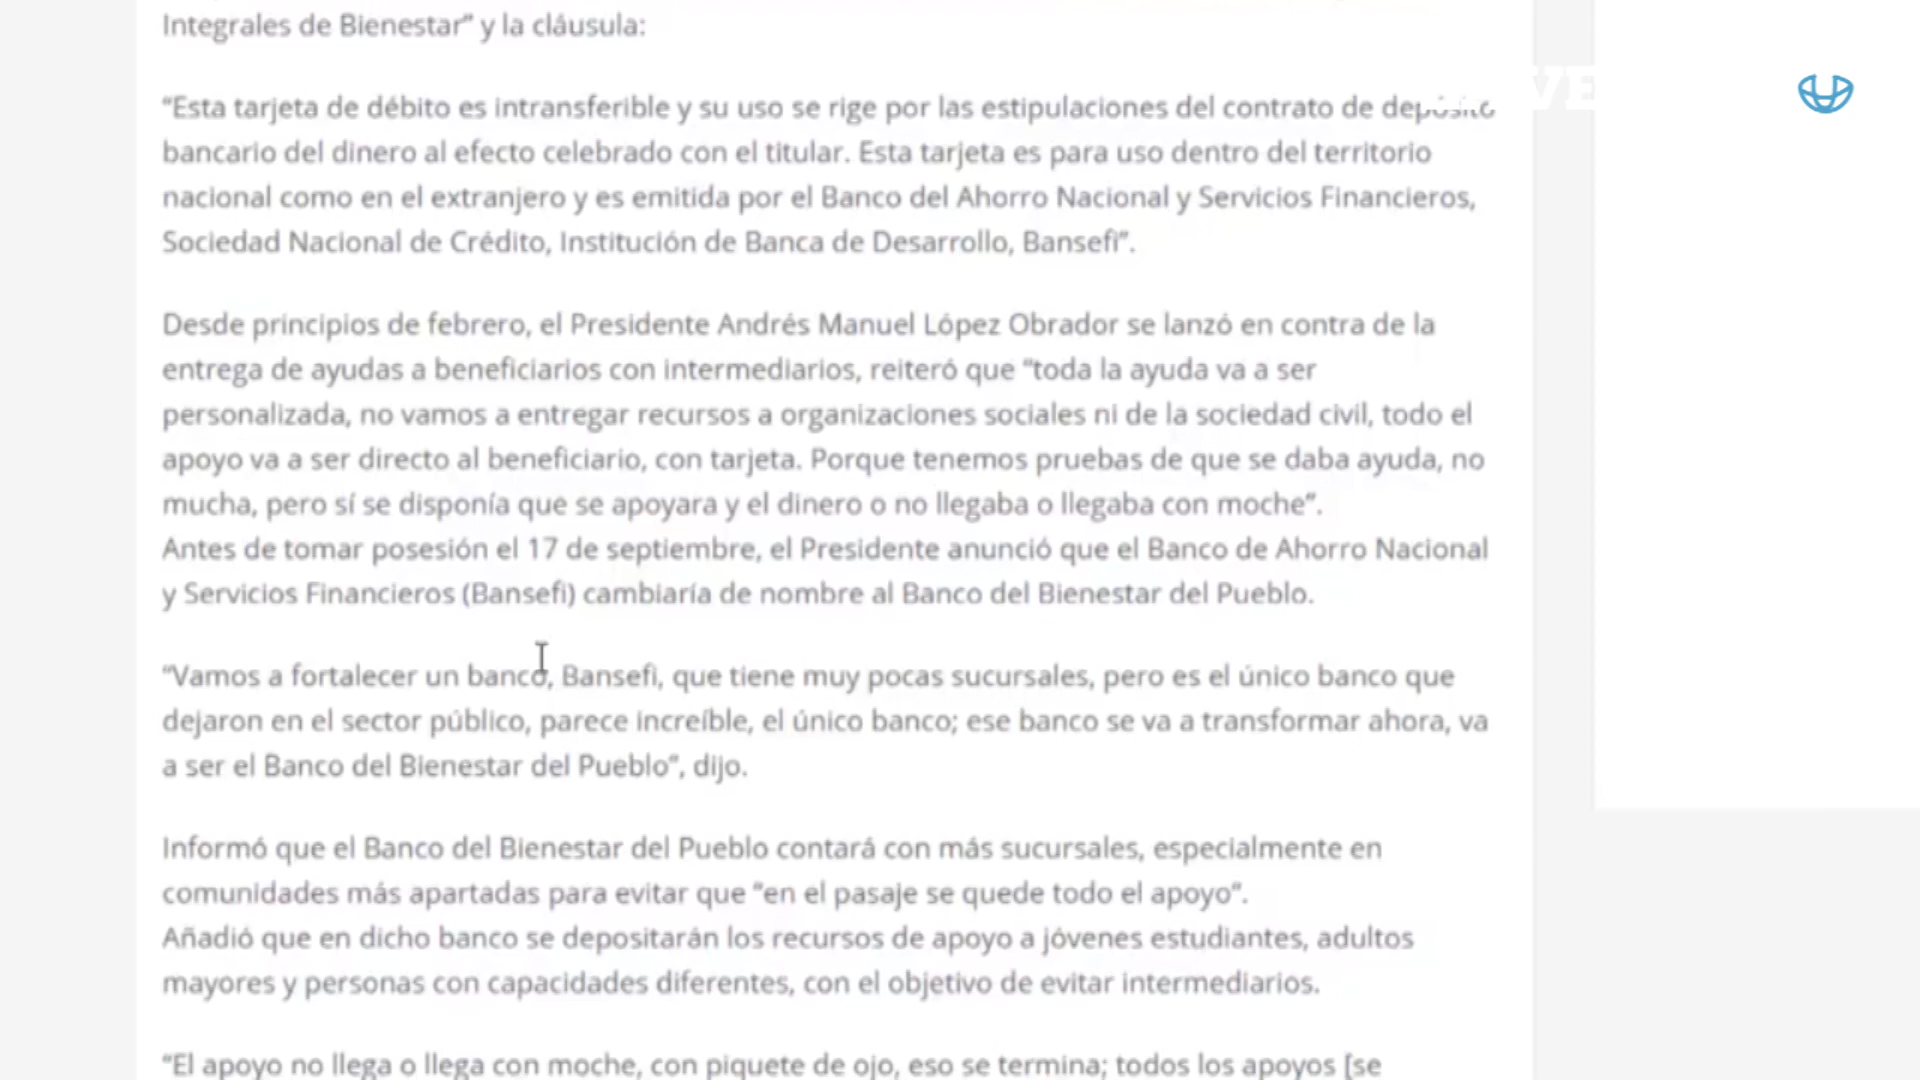 Integrales de Bienestar” y la cláusula:
“Esta tarjeta de débito es intransferible y su uso se rige por las estipulaciones del contrato de depósito
bancario del dinero al efecto celebrado con el titular. Esta tarjeta es para uso dentro del territorio
nacional como en el extranjero y es emitida por el Banco del Ahorro Nacional y Servicios Financieros,
Sociedad Nacional de Crédito, Institución de Banca de Desarrollo, Bansefi”.
Desde principios de febrero, el Presidente Andrés Manuel López Obrador se lanzó en contra de la
entrega de ayudas a beneficiarios con intermediarios, reiteró que “toda la ayuda va a ser
personalizada, no vamos a entregar recursos a organizaciones sociales ni de la sociedad civil, todo el
apoyo va a ser directo al beneficiario, con tarjeta. Porque tenemos pruebas de que se daba ayuda, no
mucha, pero sí se disponía que se apoyara y el dinero o no llegaba o llegaba con moche”.
Antes de tomar posesión el 17 de septiembre, el Presidente anunció que el Banco de Ahorro Nacional
y Servicios Financieros (Bansefi) cambiaría de nombre al Banco del Bienestar del Pueblo.
“Vamos a fortalecer un banco, Bansefi, que tiene muy pocas sucursales, pero es el único banco que
dejaron en el sector público, parece increíble, el único banco; ese banco se va a transformar ahora, va
a ser el Banco del Bienestar del Pueblo”, dijo.
Informó que el Banco del Bienestar del Pueblo contará con más sucursales, especialmente en
comunidades más apartadas para evitar que “en el pasaje se quede todo el apoyo”.
Añadió que en dicho banco se depositarán los recursos de apoyo a jóvenes estudiantes, adultos
mayores y personas con capacidades diferentes, con el objetivo de evitar intermediarios.
“El apoyo no llega o llega con moche, con piquete de ojo, eso se termina; todos los apoyos [se